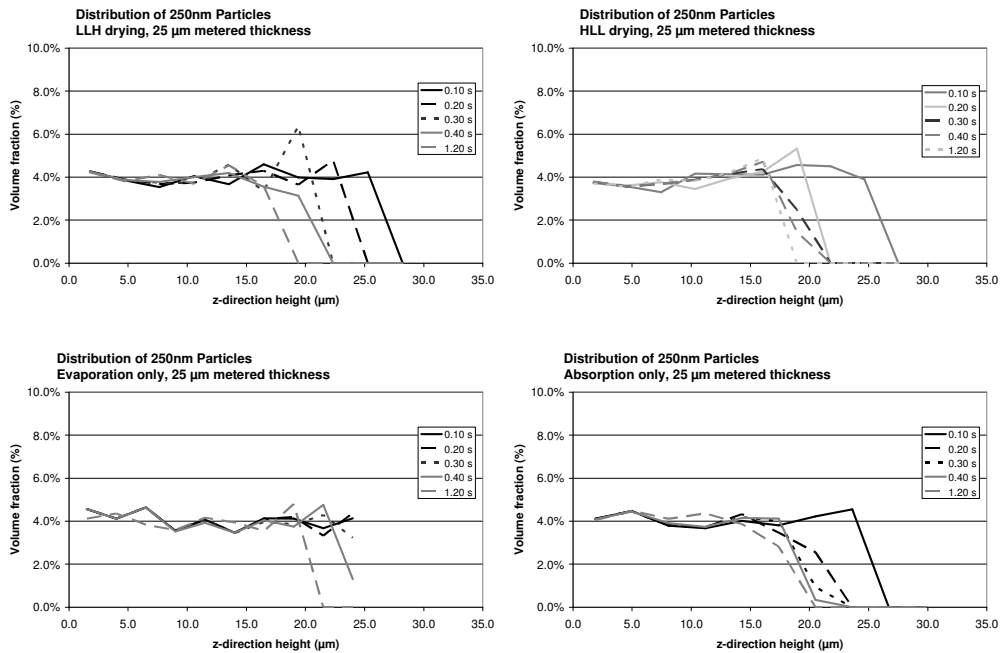 Distribution of 250nm Particles
LLH drying, 25 µm metered thickness
10.0%
8.0%
6.0%
4.0%
2.0%
0.0%
Volume fraction (%)
0.10 s
0.20 s
0.30 s
0.40 s
1.20 s
0.0 5.0 10.0 15.0 20.0 25.0 30.0 35.0
z-direction height (µm)
Distribution of 250nm Particles
HLL drying, 25 µm metered thickness
10.0%
8.0%
6.0%
4.0%
2.0%
0.0%
Volume fraction (%)
0.10 s
0.20 s
0.30 s
0.40 s
1.20 s
0.0 5.0 10.0 15.0 20.0 25.0 30.0 35.0
z-direction height (µm)
Distribution of 250nm Particles
Evaporation only, 25 µm metered thickness
10.0%
8.0%
6.0%
4.0%
2.0%
0.0%
Volume fraction (%)
0.10 s
0.20 s
0.30 s
0.40 s
1.20 s
0.0 5.0 10.0 15.0 20.0 25.0 30.0 35.0
z-direction height (µm)
Distribution of 250nm Particles
Absorption only, 25 µm metered thickness
10.0%
8.0%
6.0%
4.0%
2.0%
0.0%
Volume fraction (%)
0.10 s
0.20 s
0.30 s
0.40 s
1.20 s
0.0 5.0 10.0 15.0 20.0 25.0 30.0 35.0
z-direction height (µm)